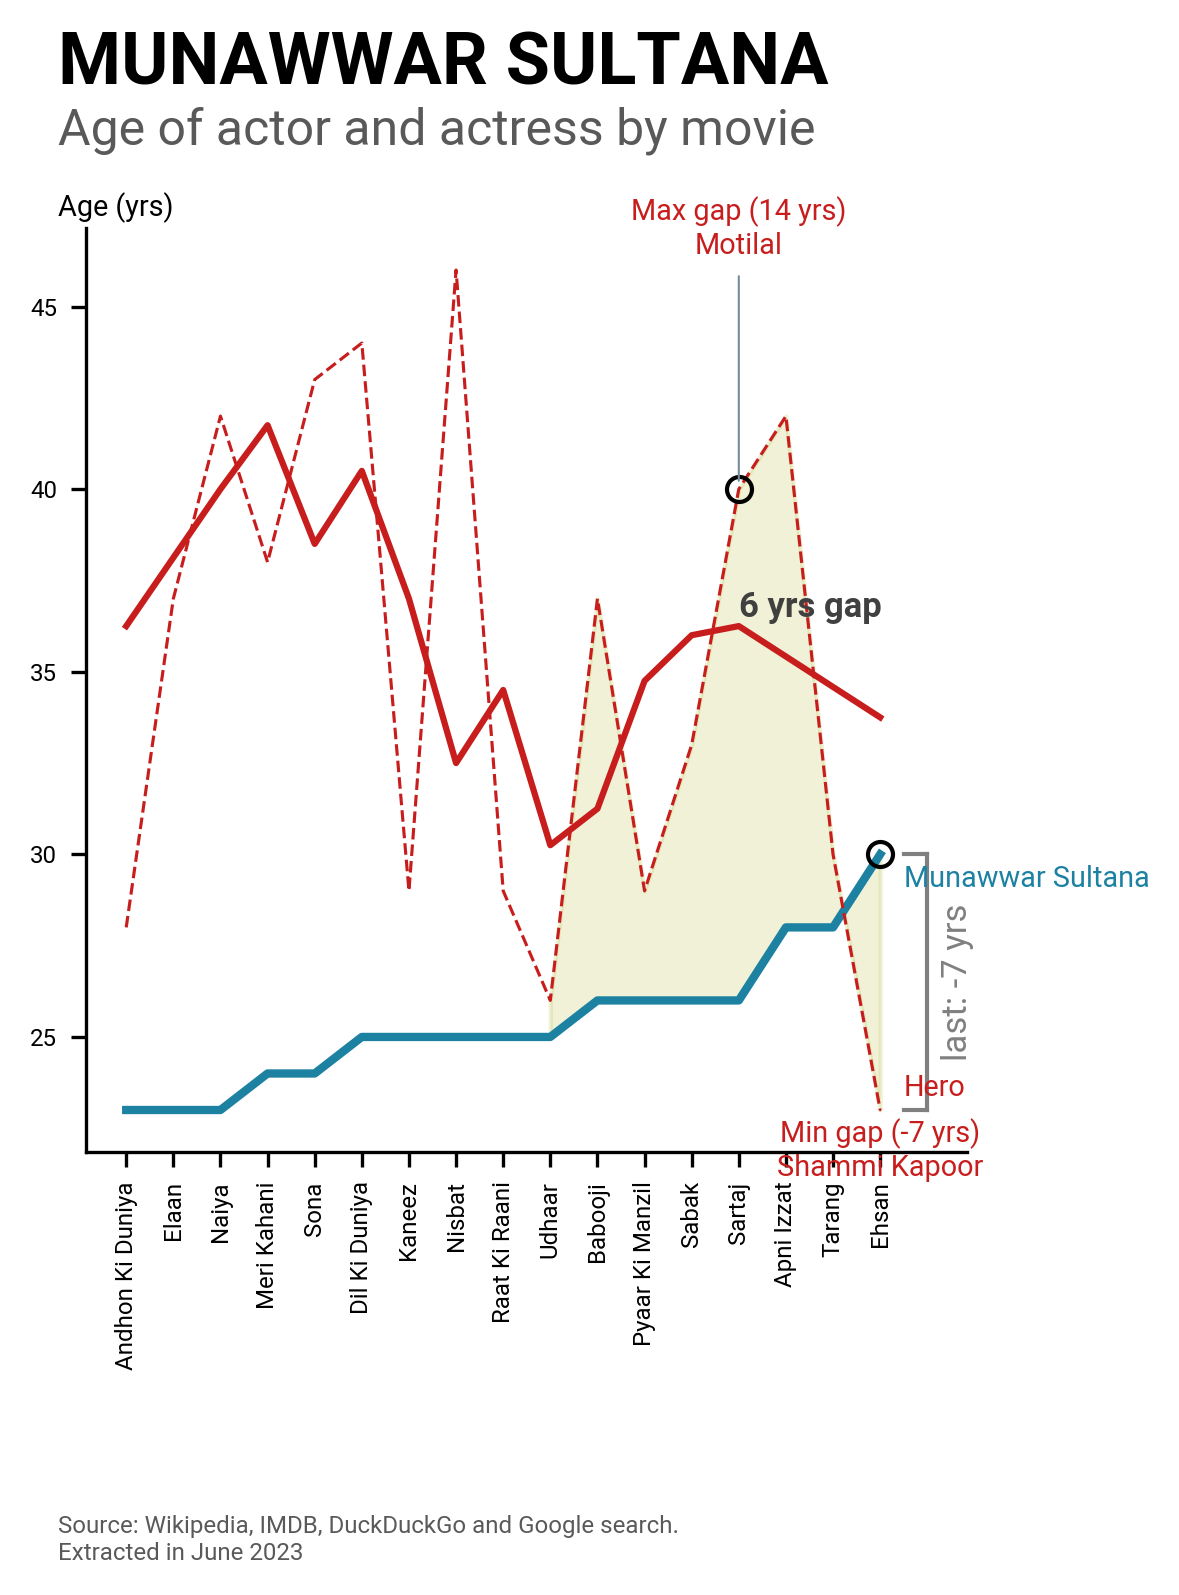 MUNAWWAR SULTANA
Age of actor and actress by movie
Age (yrs)
Max gap (14 yrs)
Motilal
45
40
6 yrs gap
35
30
Munawwar Sultana
last: -7 yrs
25
Hero
Min gap (-7 yrs)
Shammi Kapoor
Andhon Ki Duniya
Elaan
Naiya
Meri Kahani
Sona
Dil Ki Duniya
Kaneez
Nisbat
Raat Ki Raani
Udhaar
Babooji
Pyaar Ki Manzil
Sabak
Sartaj
Apni Izzat
Tarang
Ehsan
Source: Wikipedia, IMDB, DuckDuckGo and Google search.
Extracted in June 2023